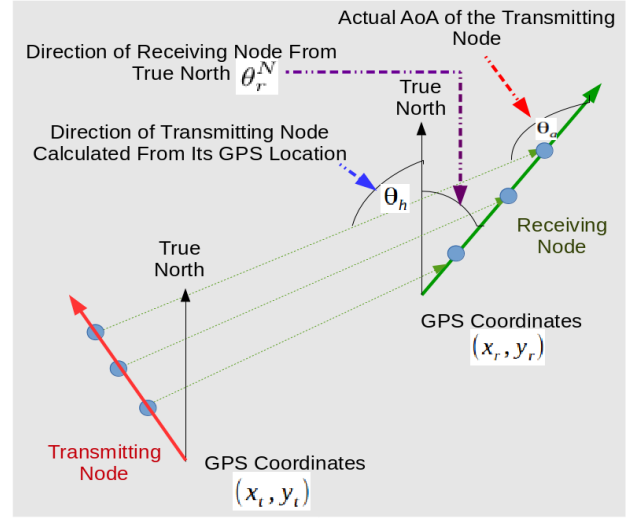 Actual AoA of the Transmitting
Node
Direction of Receiving Node From
True North θ_r^N
True
North
Direction of Transmitting Node
Calculated From Its GPS Location
θ_a
θ_h
Receiving
Node
True
North
GPS Coordinates
(x_r, y_r)
Transmitting
Node
GPS Coordinates
(x_t, y_t)